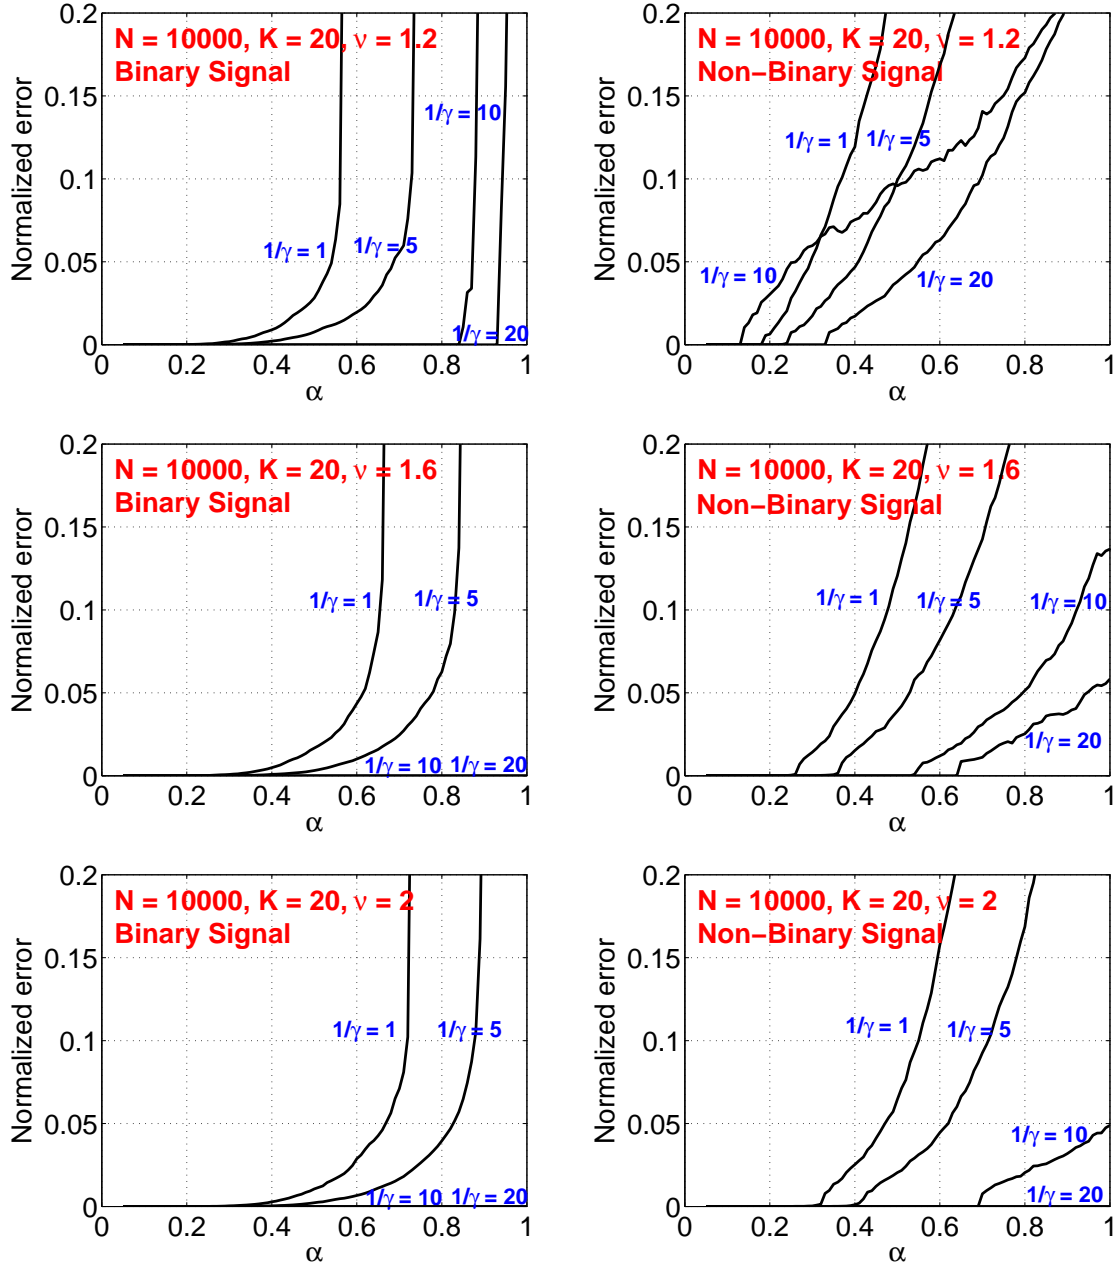 0.2
0.15
0.1
0.05
0
Normalized error
N = 10000, K = 20, ν = 1.2
Binary Signal
1/γ = 10
1/γ = 1
1/γ = 5
1/γ = 20
0 0.2 0.4 0.6 0.8 1
α
0.2
0.15
0.1
0.05
0
Normalized error
N = 10000, K = 20, ν = 1.2
Non−Binary Signal
1/γ = 1
1/γ = 5
1/γ = 10
1/γ = 20
0 0.2 0.4 0.6 0.8 1
α
0.2
0.15
0.1
0.05
0
Normalized error
N = 10000, K = 20, ν = 1.6
Binary Signal
1/γ = 1
1/γ = 5
1/γ = 10
1/γ = 20
0 0.2 0.4 0.6 0.8 1
α
0.2
0.15
0.1
0.05
0
Normalized error
N = 10000, K = 20, ν = 1.6
Non−Binary Signal
1/γ = 1
1/γ = 5
1/γ = 10
1/γ = 20
0 0.2 0.4 0.6 0.8 1
α
0.2
0.15
0.1
0.05
0
Normalized error
N = 10000, K = 20, ν = 2
Binary Signal
1/γ = 1
1/γ = 5
1/γ = 10
1/γ = 20
0 0.2 0.4 0.6 0.8 1
α
0.2
0.15
0.1
0.05
0
Normalized error
N = 10000, K = 20, ν = 2
Non−Binary Signal
1/γ = 1
1/γ = 5
1/γ = 10
1/γ = 20
0 0.2 0.4 0.6 0.8 1
α